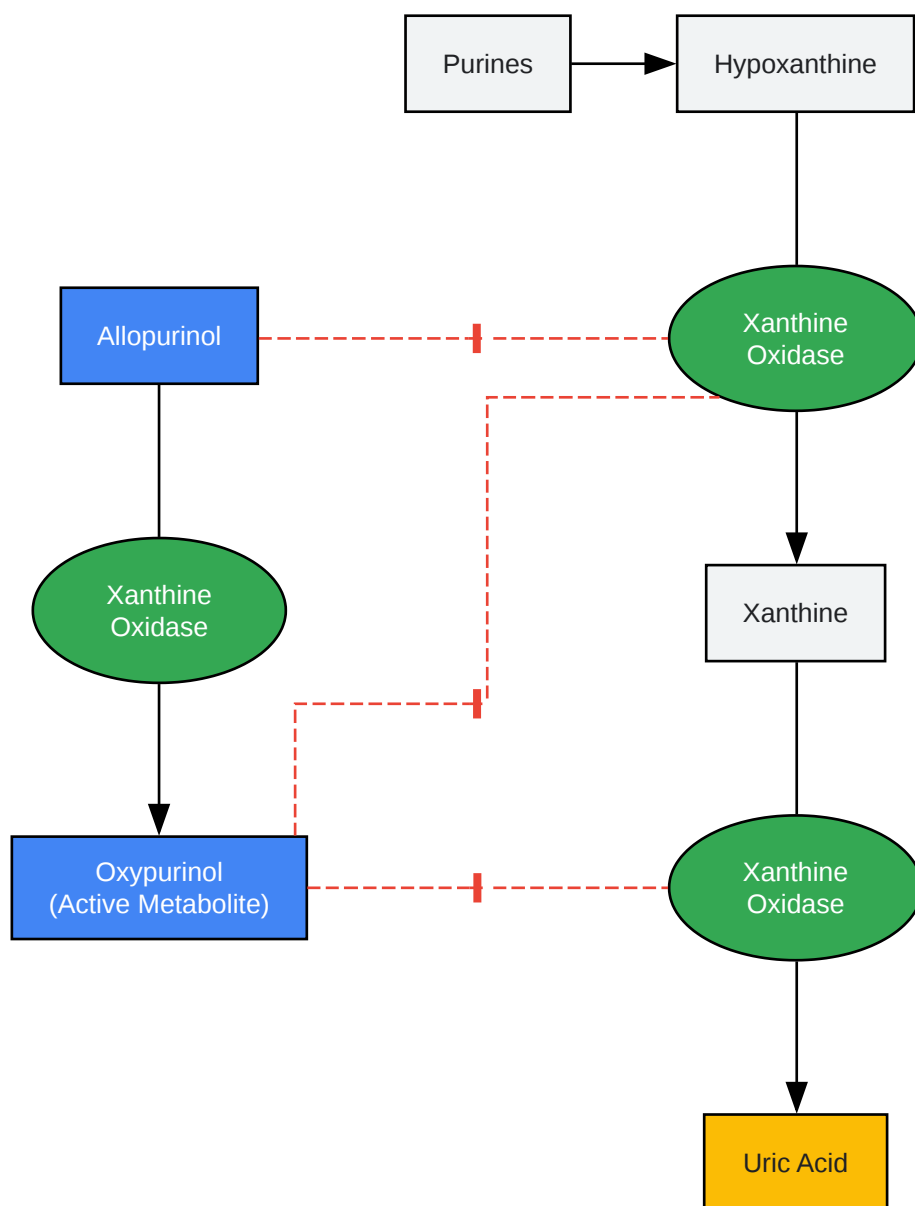 Purines
Hypoxanthine
Allopurinol
Xanthine
Oxidase
Xanthine
Oxidase
Xanthine
Oxypurinol
(Active Metabolite)
Xanthine
Oxidase
Uric Acid